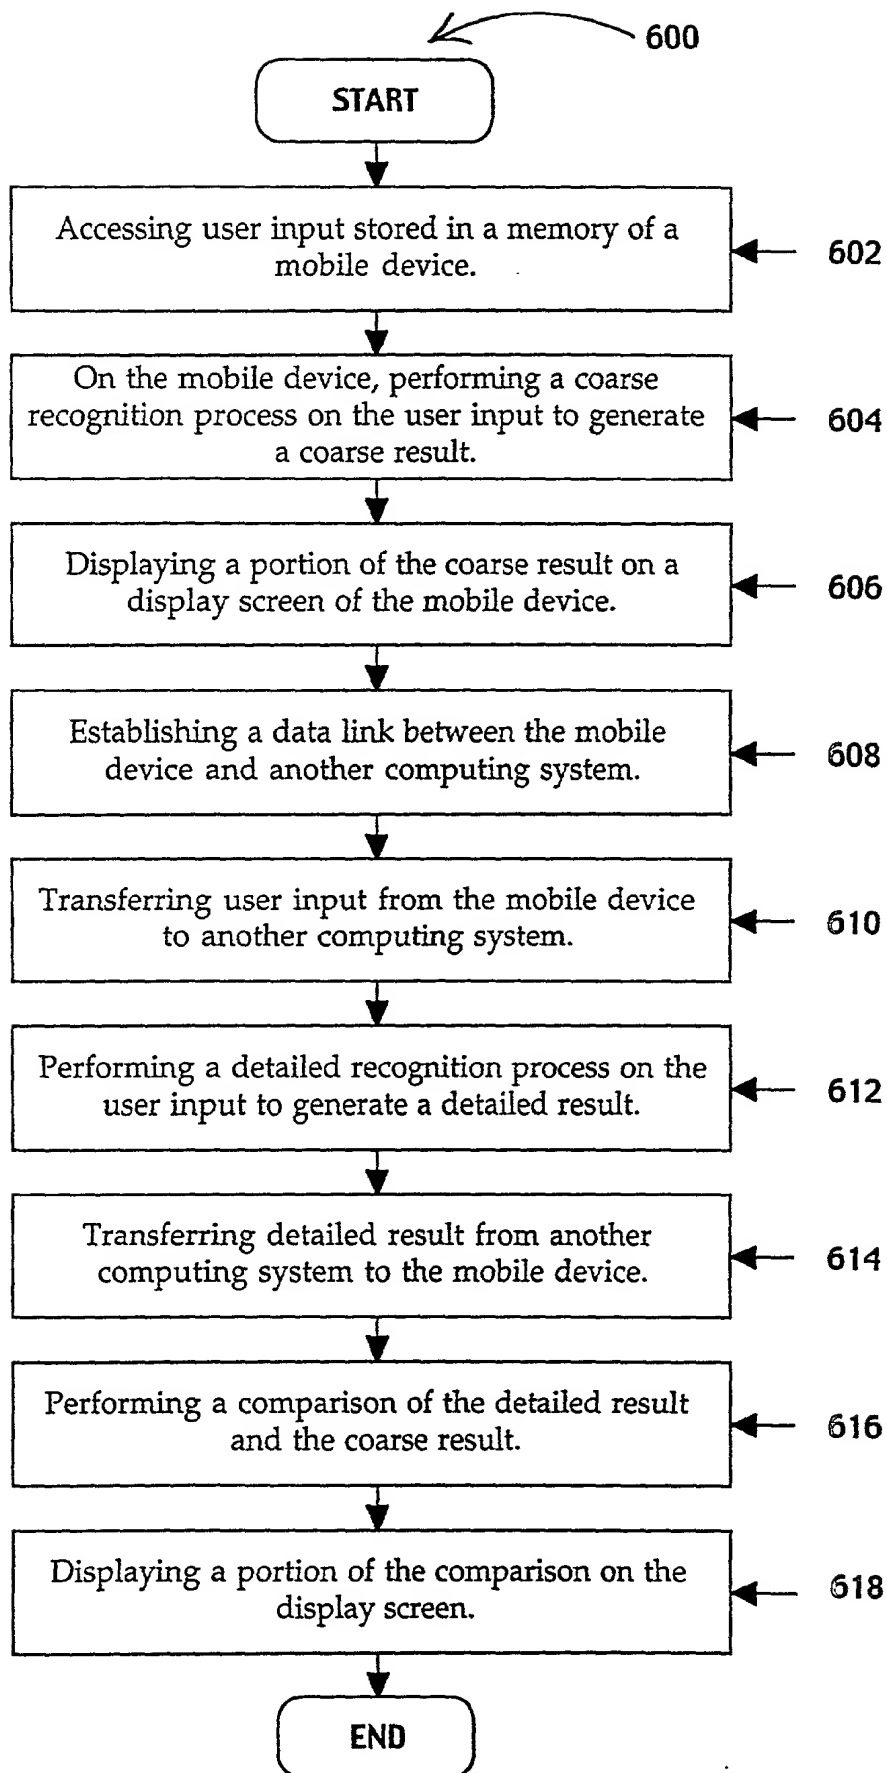 600
START
Accessing user input stored in a memory of a
mobile device.
602
On the mobile device, performing a coarse
recognition process on the user input to generate
a coarse result.
604
Displaying a portion of the coarse result on a
display screen of the mobile device.
606
Establishing a data link between the mobile
device and another computing system.
608
Transferring user input from the mobile device
to another computing system.
610
Performing a detailed recognition process on the
user input to generate a detailed result.
612
Transferring detailed result from another
computing system to the mobile device.
614
Performing a comparison of the detailed result
and the coarse result.
616
Displaying a portion of the comparison on the
display screen.
618
END